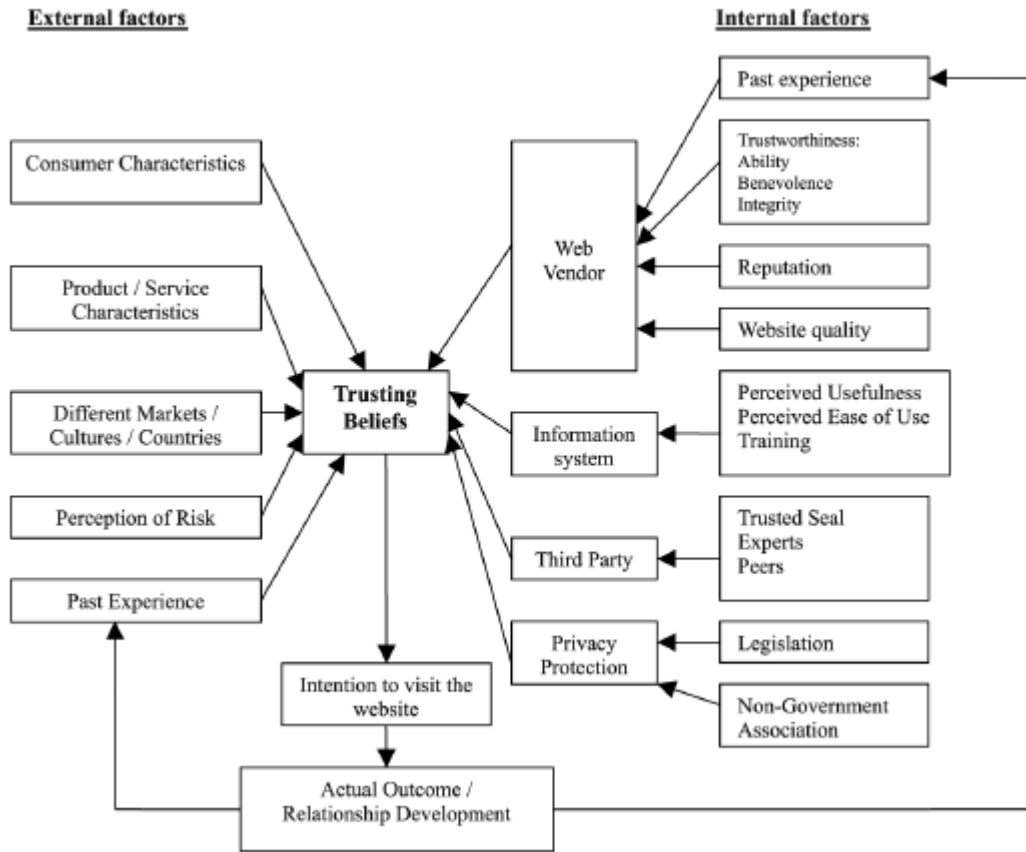 External factors
Internal factors
Past experience
Consumer Characteristics
Trustworthiness:
Ability
Benevolence
Integrity
Web
Vendor
Reputation
Product / Service
Characteristics
Website quality
Trusting
Beliefs
Different Markets /
Cultures / Countries
Information
system
Perceived Usefulness
Perceived Ease of Use
Training
Perception of Risk
Third Party
Trusted Seal
Experts
Peers
Past Experience
Privacy
Protection
Legislation
Intention to visit the
website
Non-Government
Association
Actual Outcome /
Relationship Development